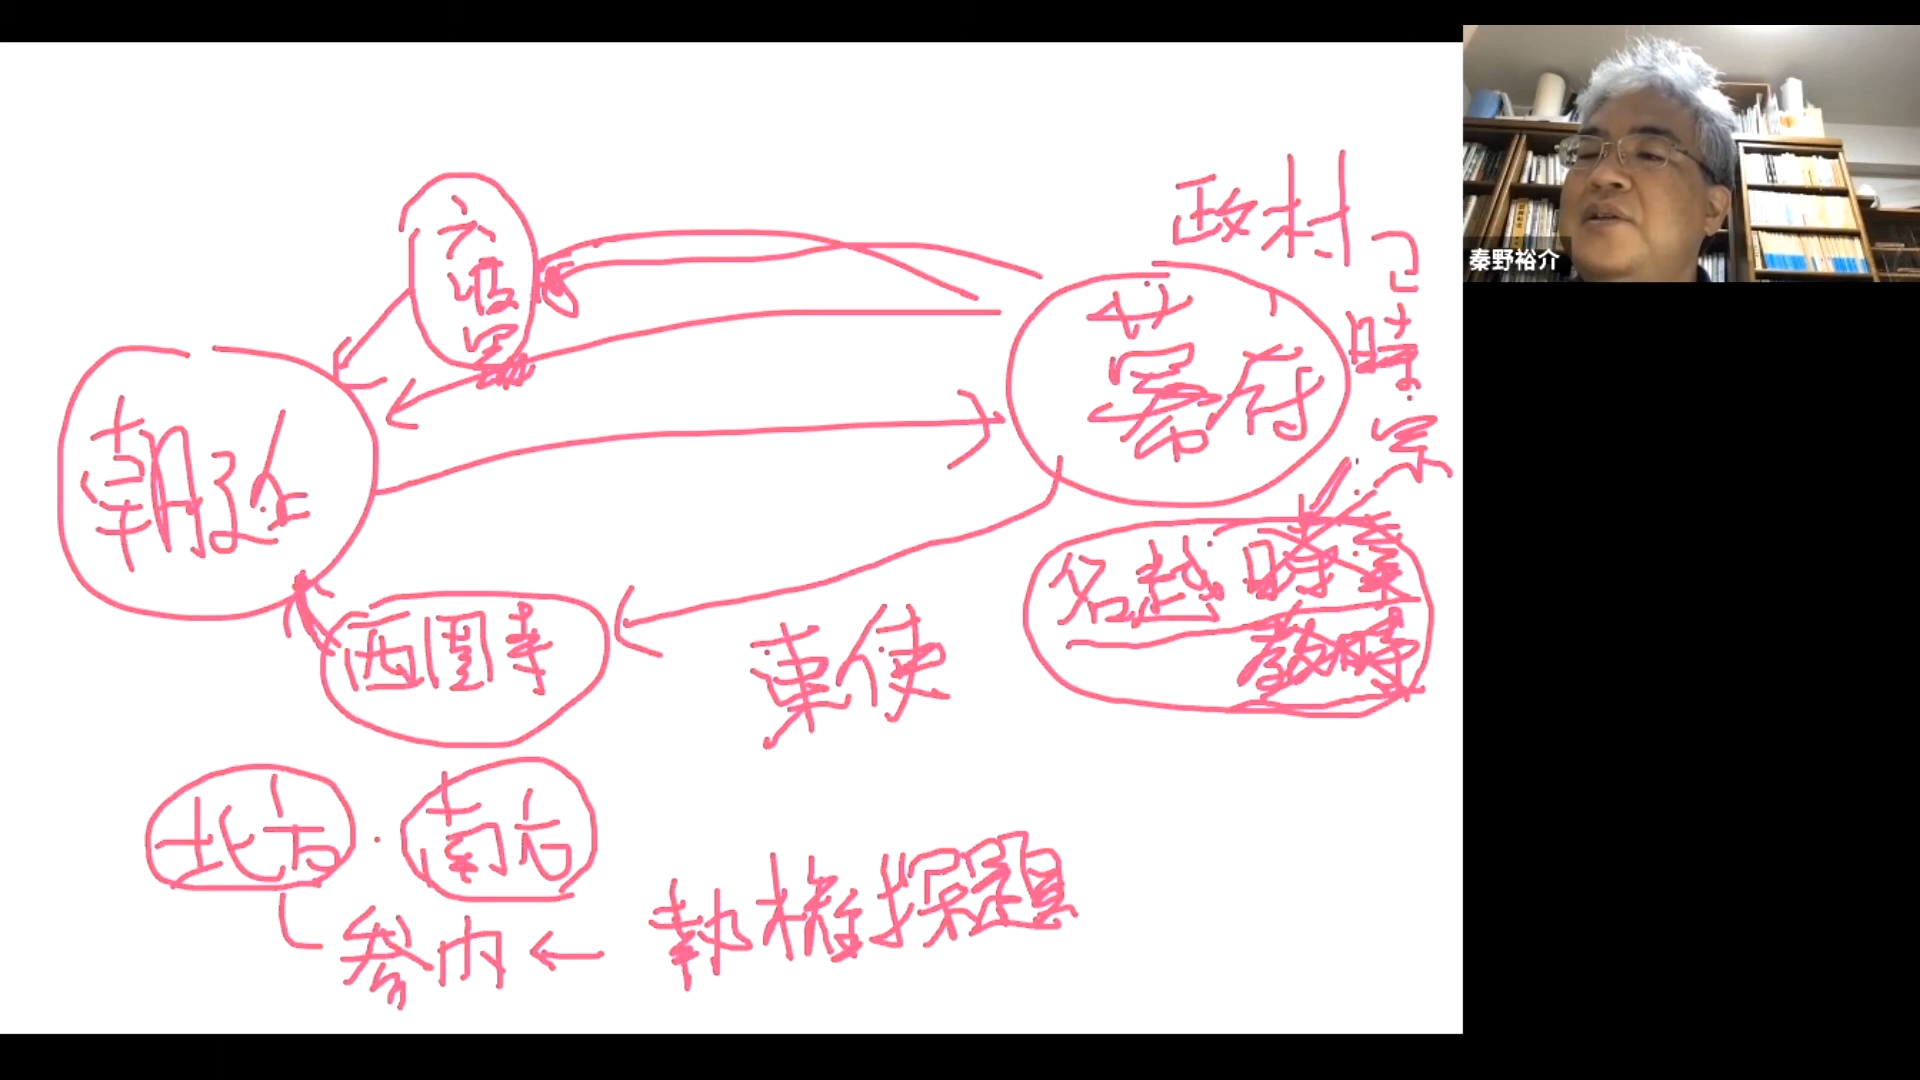 政村
時宗
六波羅
幕府
朝廷
名越 時章
教時
西園寺
東使
北方・南方
参内←執権探題
秦野裕介